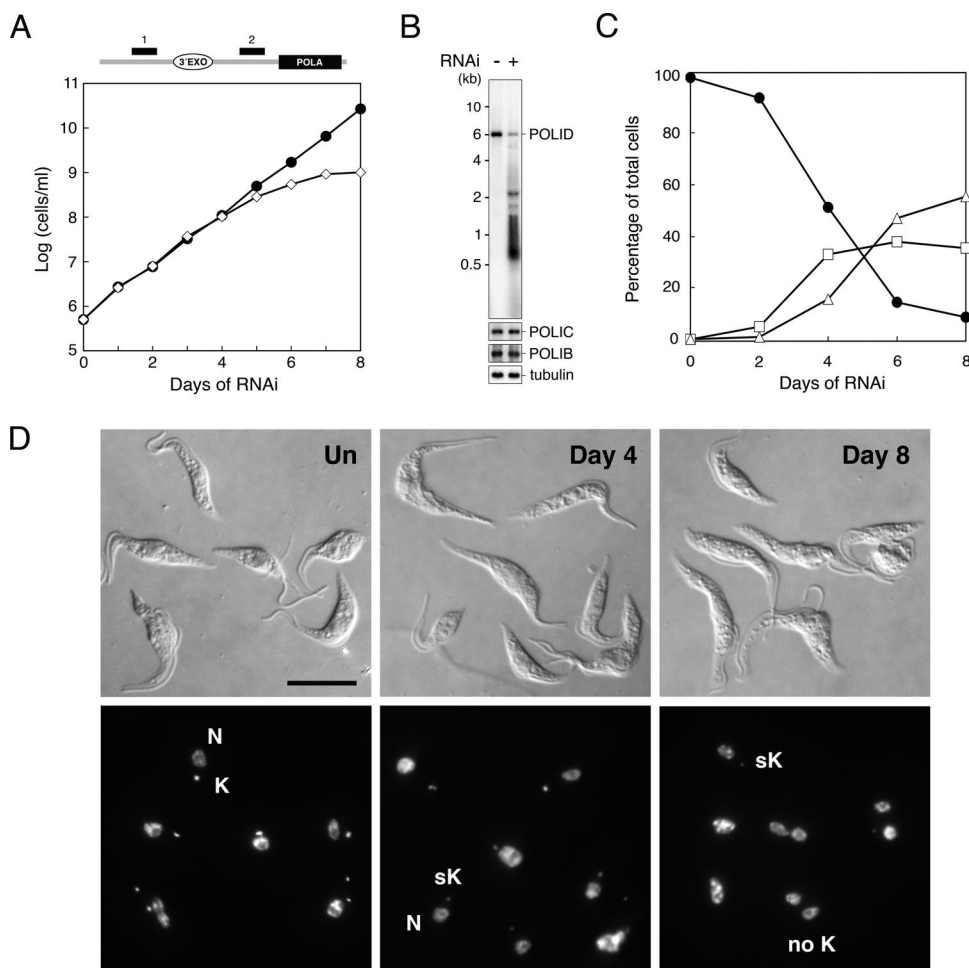 A
1 2
3´EXO POLA
11
10
9
8
7
6
5
Log (cells/ml)
0 2 4 6 8
Days of RNAi
B
RNAi - +
(kb)
10
6
4
2
1
0.5
POLID
POLIC
POLIB
tubulin
C
100
80
60
40
20
0
Percentage of total cells
0 2 4 6 8
Days of RNAi
D
Un Day 4 Day 8
N
K
sK
N
sK
no K